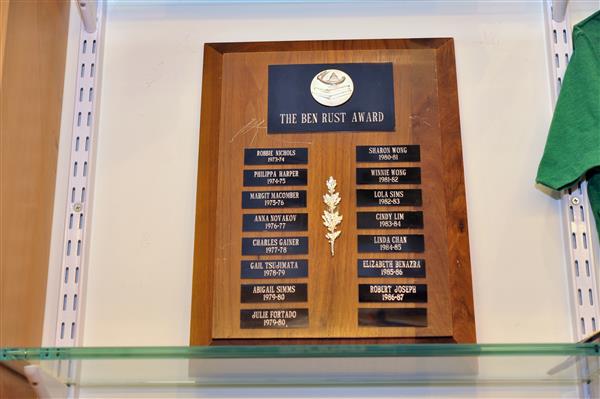 THE BEN RUST AWARD
ROBBIE NICHOLS
1973-74
PHILIPPA HARPER
1974-75
MARGIT MACOMBER
1975-76
ANNA NOVAKOV
1976-77
CHARLES GAINER
1977-78
GAIL TSUJIMATA
1978-79
ABIGAIL SIMMS
1979-80
JULIE FORTADO
1979-80
SHARON WONG
1980-81
WINNIE WONG
1981-82
LOLA SIMS
1982-83
CINDY LIM
1983-84
LINDA CHAN
1984-85
ELIZABETH BENAZRA
1985-86
ROBERT JOSEPH
1986-87